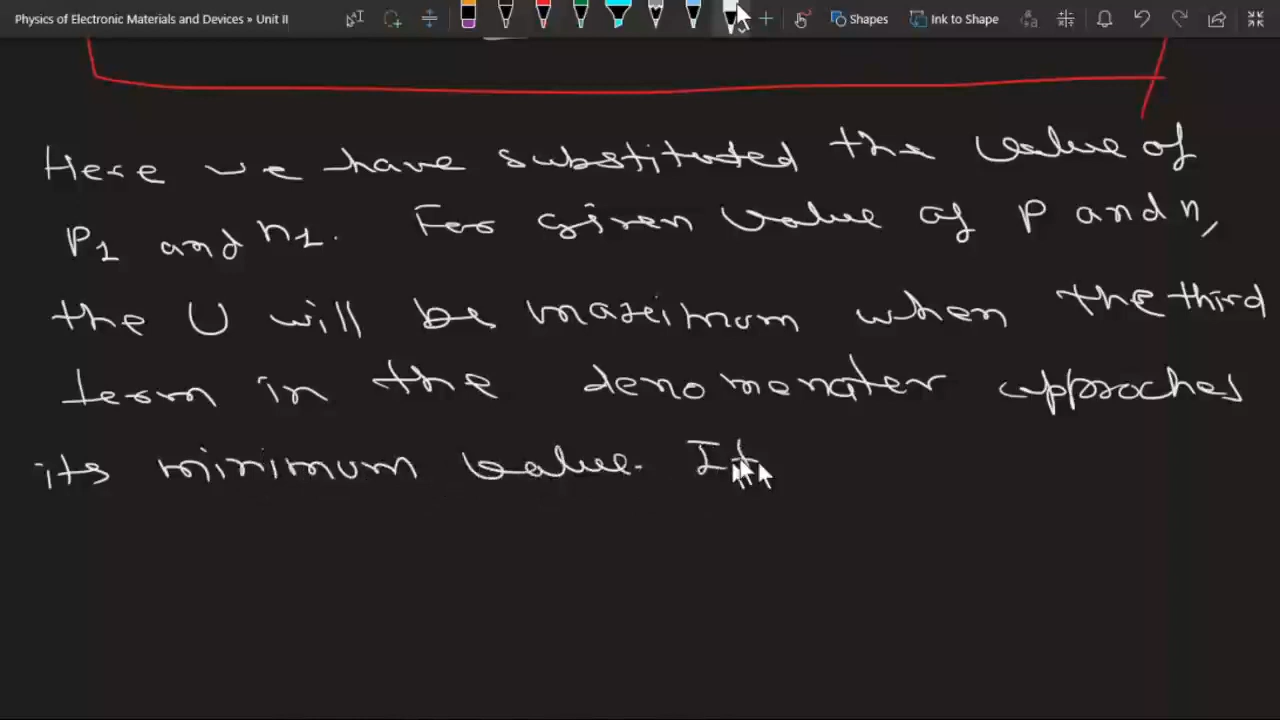 Physics of Electronic Materials and Devices » Unit II
Shapes
Ink to Shape
Here we have substituted the value of
P1 and n1. For given value of P and n,
the U will be maximum when the third
term in the denomenater approches
its minimum value. It